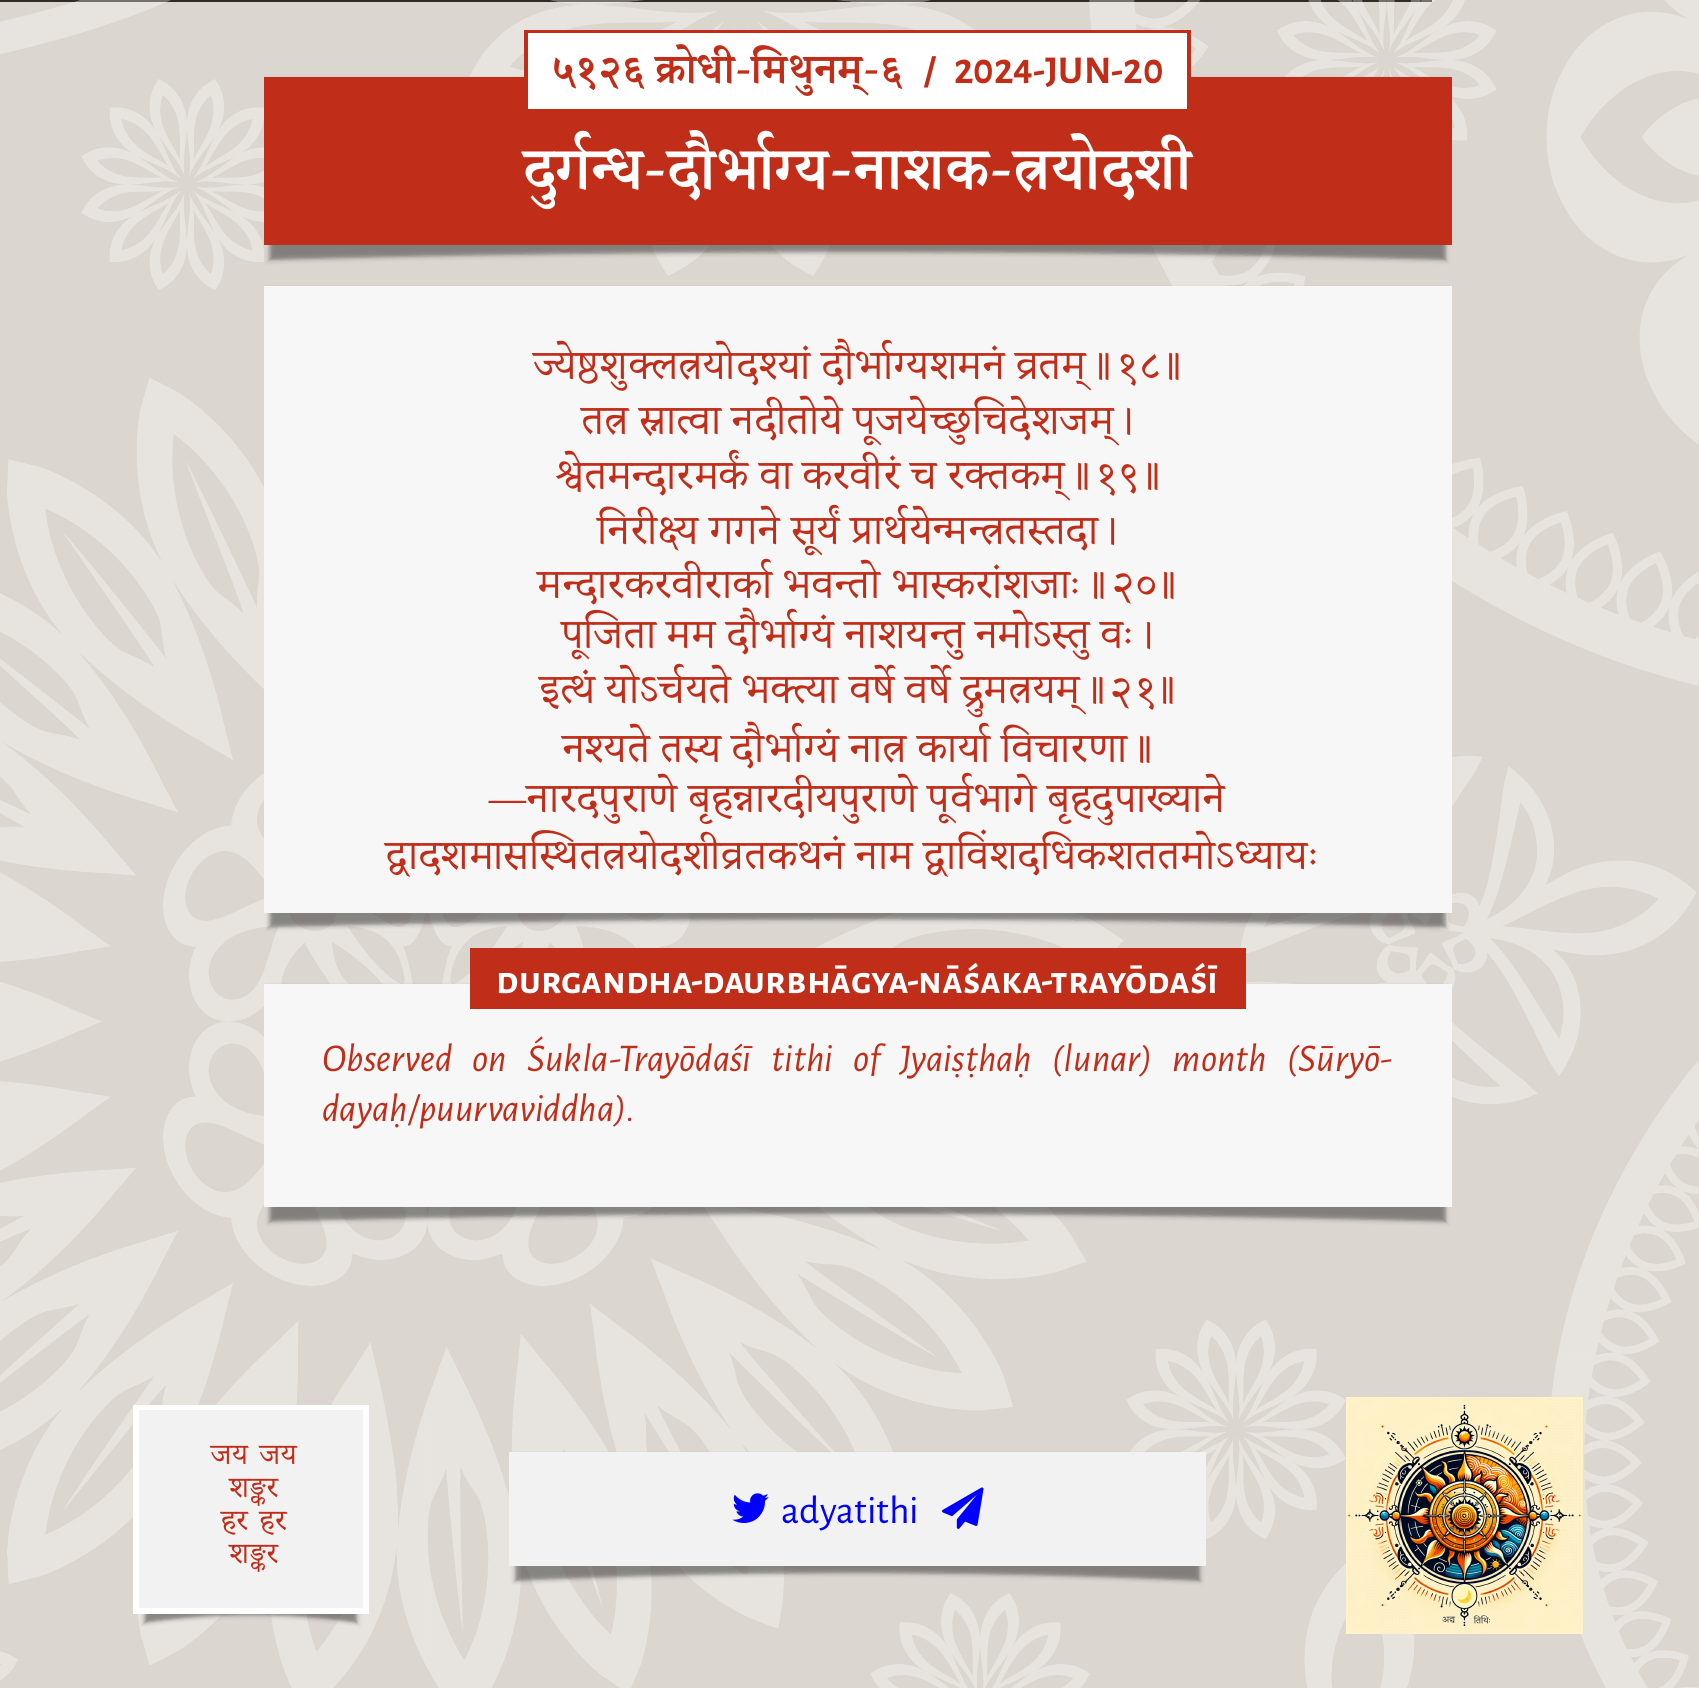 ५१२६ क्रोधी-मिथुनम्-६ / 2024-JUN-20
दुर्गन्ध-दौर्भाग्य-नाशक-त्रयोदशी
ज्येष्ठशुक्लत्रयोदश्यां दौर्भाग्यशमनं व्रतम्॥१८॥
तत्र स्नात्वा नदीतोये पूजयेच्छुचिदेशजम्।
श्वेतमन्दारमर्कं वा करवीरं च रक्तकम्॥१९॥
निरीक्ष्य गगने सूर्यं प्रार्थयेन्मन्त्रतस्तदा।
मन्दारकरवीरार्का भवन्तो भास्करांशजाः॥२०॥
पूजिता मम दौर्भाग्यं नाशयन्तु नमोऽस्तु वः।
इत्थं योऽर्चयते भक्त्या वर्षे वर्षे द्रुमत्रयम्॥२१॥
नश्यते तस्य दौर्भाग्यं नात्र कार्या विचारणा॥
—नारदपुराणे बृहन्नारदीयपुराणे पूर्वभागे बृहदुपाख्याने
द्वादशमासस्थितत्रयोदशीव्रतकथनं नाम द्वाविंशदधिकशततमोऽध्यायः
DURGANDHA-DAURBHĀGYA-NĀŚAKA-TRAYŌDAŚĪ
Observed on Śukla-Trayōdaśī tithi of Jyaiṣṭhaḥ (lunar) month (Sūryō-
dayaḥ/puurvaviddha).
जय जय
शङ्कर
हर हर
शङ्कर
adyatithi
अद्य तिथिः